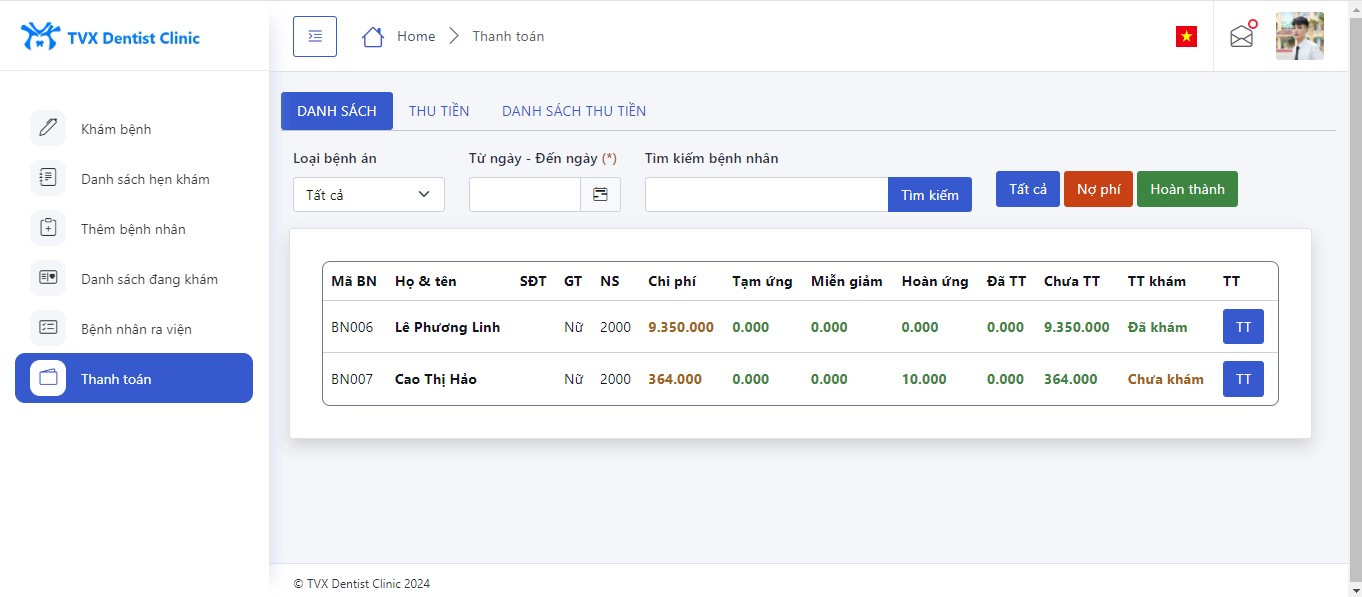 TVX Dentist Clinic
Home
Thanh toán
Khám bệnh
Danh sách hẹn khám
Thêm bệnh nhân
Danh sách đang khám
Bệnh nhân ra viện
Thanh toán
DANH SÁCH THU TIỀN DANH SÁCH THU TIỀN
Loại bệnh án Từ ngày - Đến ngày (*) Tìm kiếm bệnh nhân
Tất cả Tìm kiếm Tất cả Nợ phí Hoàn thành
Mã BN Họ & tên SĐT GT NS Chi phí Tạm ứng Miễn giảm Hoàn ứng Đã TT Chưa TT TT khám TT
BN006 Lê Phương Linh Nữ 2000 9.350.000 0.000 0.000 0.000 0.000 9.350.000 Đã khám TT
BN007 Cao Thị Hảo Nữ 2000 364.000 0.000 0.000 10.000 0.000 364.000 Chưa khám TT
© TVX Dentist Clinic 2024